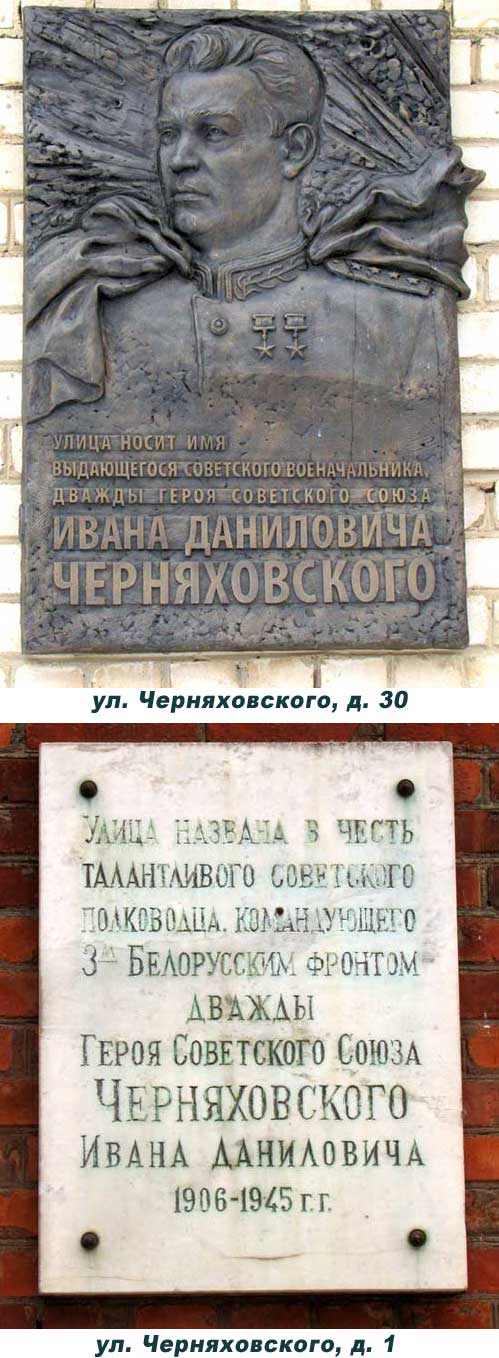 УЛИЦА НОСИТ ИМЯ
ВЫДАЮЩЕГОСЯ СОВЕТСКОГО ВОЕНАЧАЛЬНИКА,
ДВАЖДЫ ГЕРОЯ СОВЕТСКОГО СОЮЗА
ИВАНА ДАНИЛОВИЧА
ЧЕРНЯХОВСКОГО
ул. Черняховского, д. 30
УЛИЦА НАЗВАНА В ЧЕСТЬ
ТАЛАНТЛИВОГО СОВЕТСКОГО
ПОЛКОВОДЦА, КОМАНДУЮЩЕГО
3М БЕЛОРУССКИМ ФРОНТОМ
ДВАЖДЫ
ГЕРОЯ СОВЕТСКОГО СОЮЗА
ЧЕРНЯХОВСКОГО
ИВАНА ДАНИЛОВИЧА
1906-1945 г.г.
ул. Черняховского, д. 1